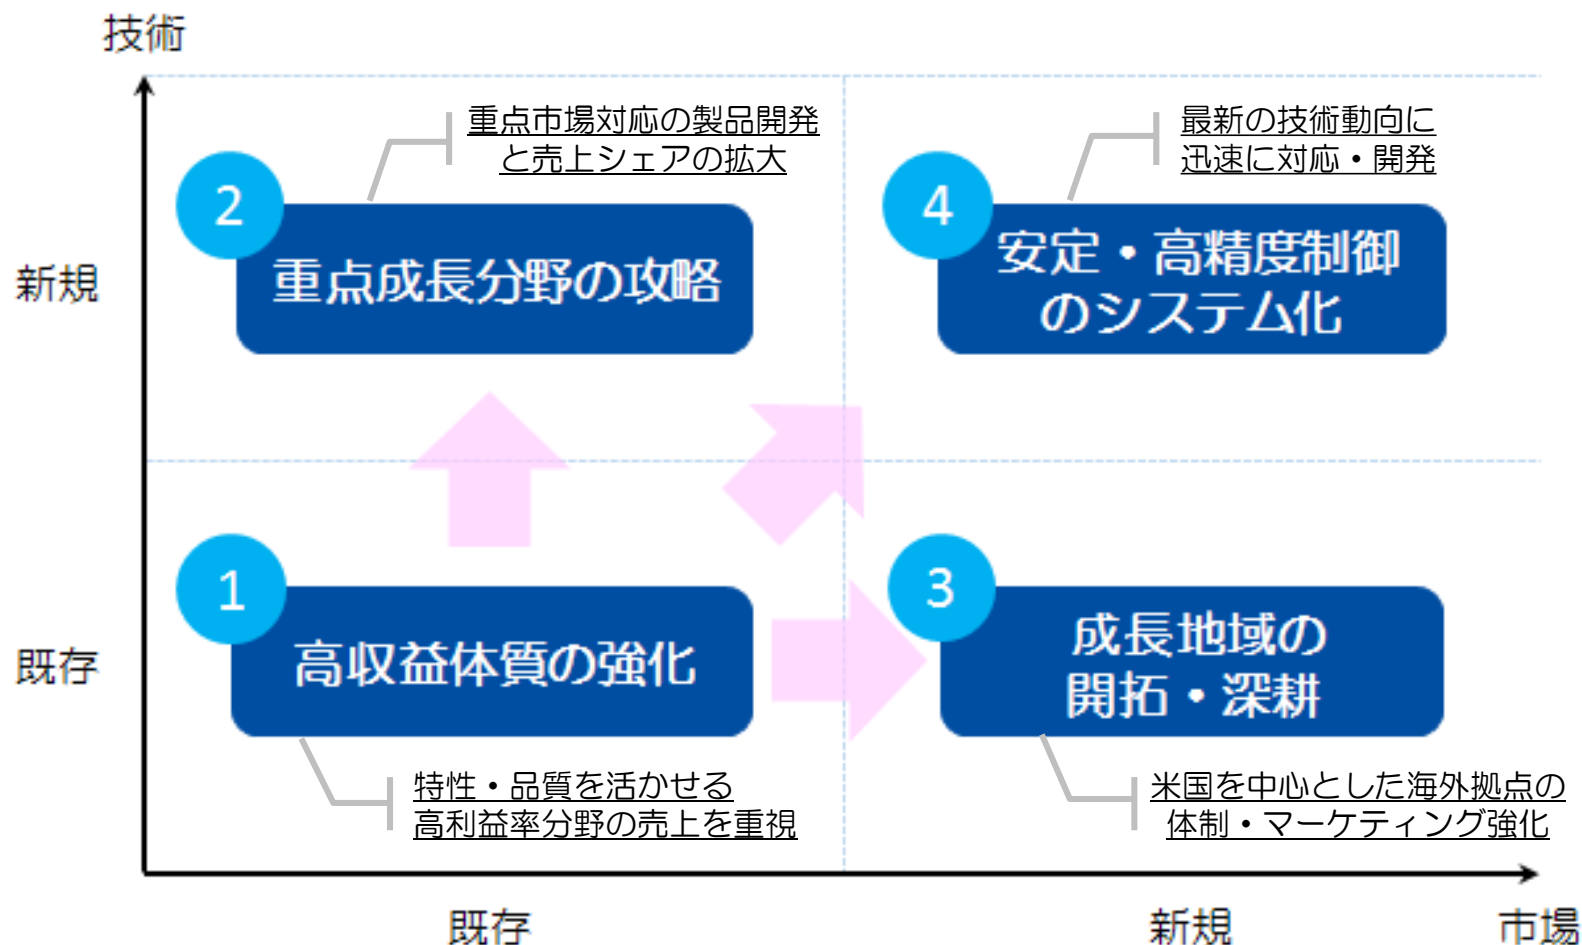 技術
重点市場対応の製品開発
と売上シェアの拡大
最新の技術動向に
迅速に対応・開発
新規
2
重点成長分野の攻略
4
安定・高精度制御
のシステム化
既存
1
高収益体質の強化
3
成長地域の
開拓・深耕
特性・品質を活かせる
高利益率分野の売上を重視
米国を中心とした海外拠点の
体制・マーケティング強化
既存
新規
市場